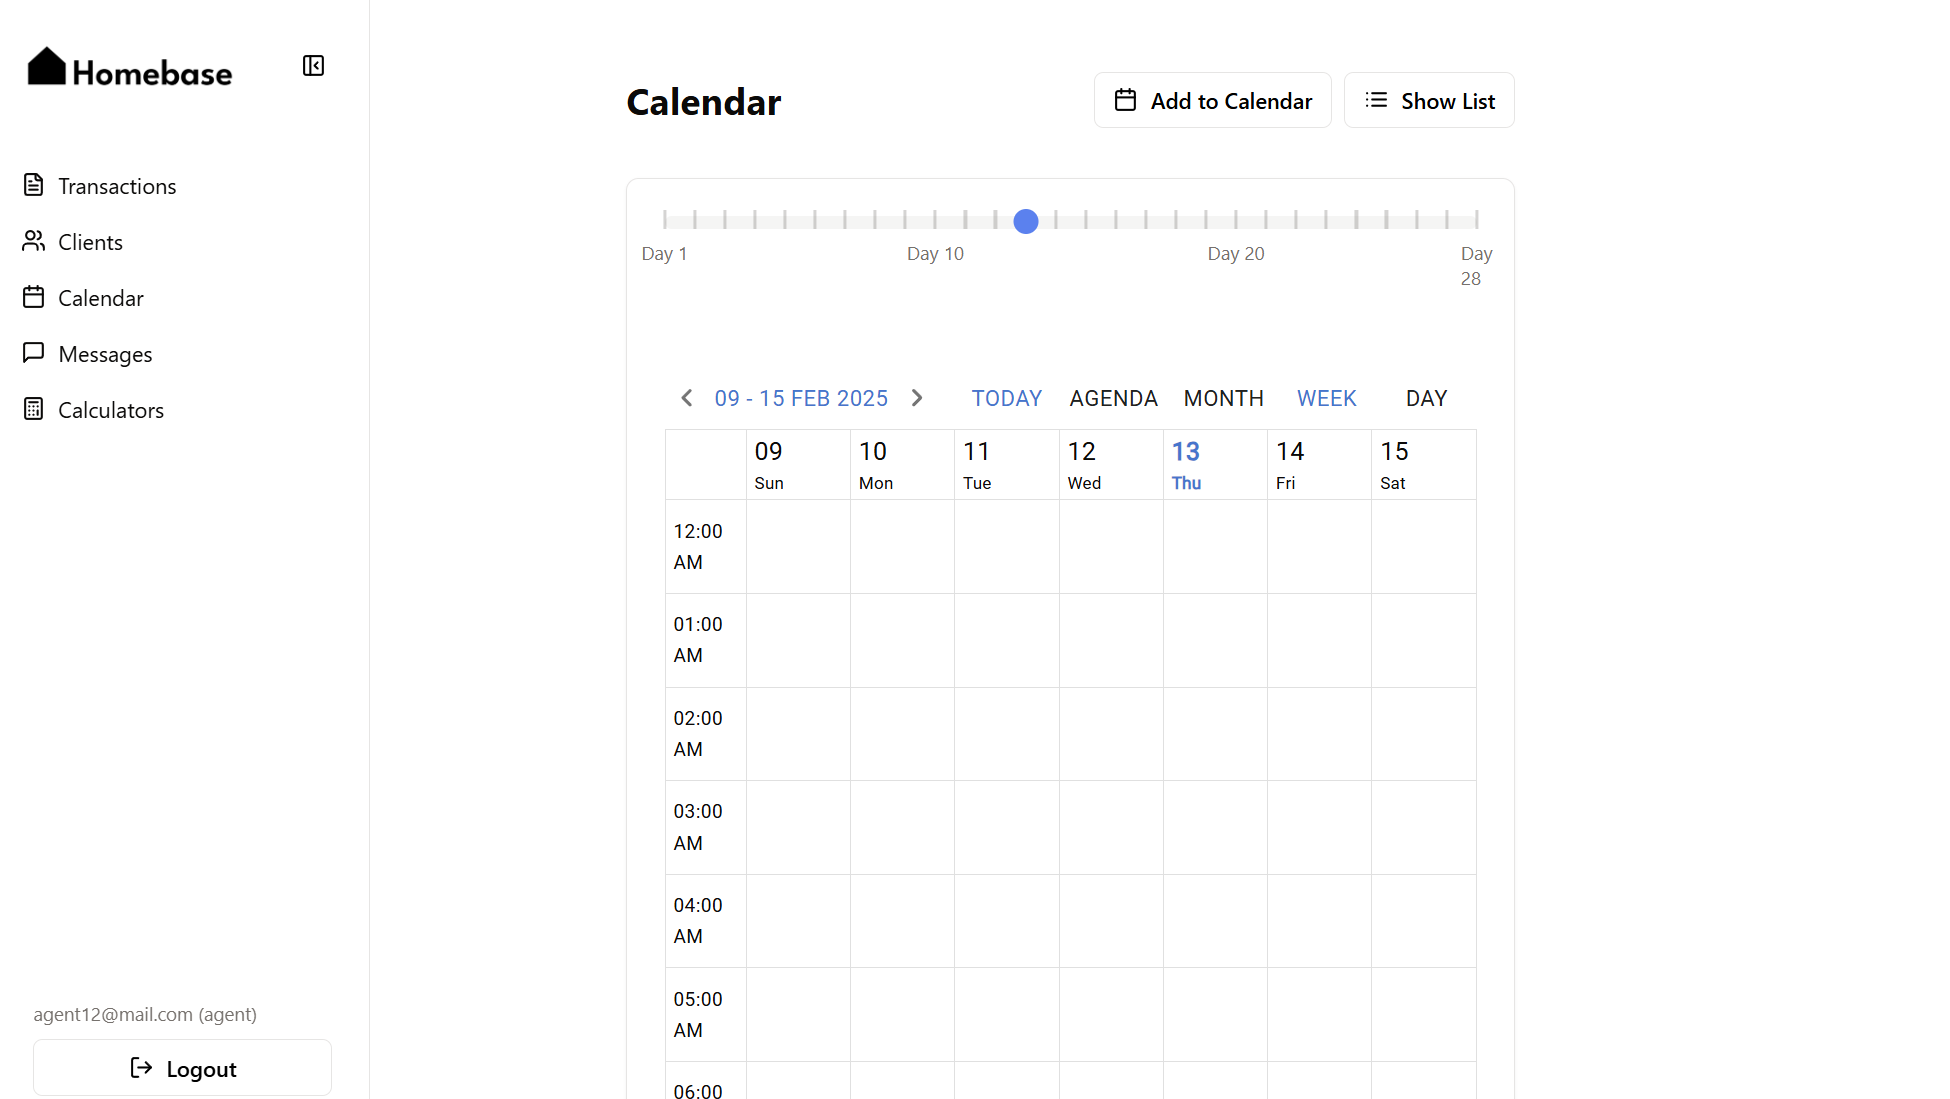 Homebase
Transactions
Clients
Calendar
Messages
Calculators
agent12@mail.com (agent)
Logout
Calendar
Add to Calendar
Show List
Day 1
Day 10
Day 20
Day
28
09 - 15 FEB 2025
TODAY
AGENDA
MONTH
WEEK
DAY
09
Sun
10
Mon
11
Tue
12
Wed
13
Thu
14
Fri
15
Sat
12:00
AM
01:00
AM
02:00
AM
03:00
AM
04:00
AM
05:00
AM
06:00